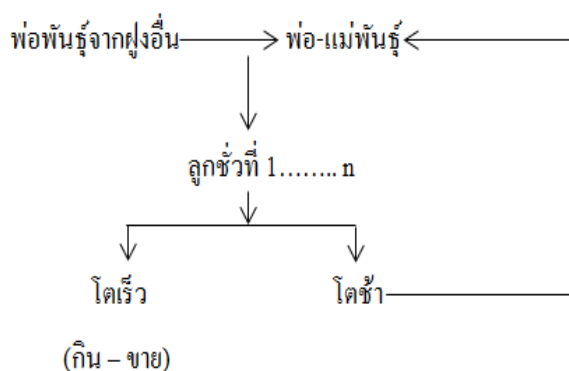 พ่อพันธุ์จากฝูงอื่น พ่อ-แม่พันธุ์
ลูกชั่วที่ 1........ n
โตเร็ว โตช้า
(กิน – ขาย)